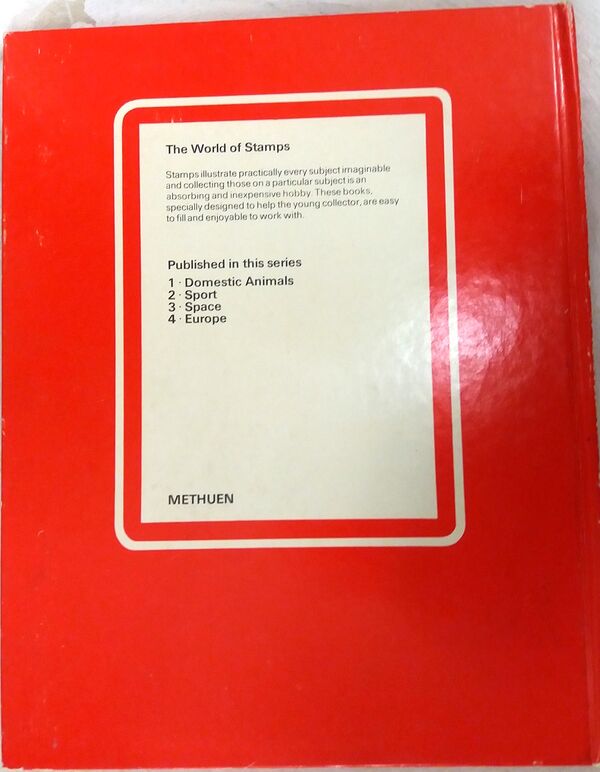 The World of Stamps
Stamps illustrate practically every subject imaginable
and collecting those on a particular subject is an
absorbing and inexpensive hobby. These books,
specially designed to help the young collector, are easy
to fill and enjoyable to work with.
Published in this series
1 · Domestic Animals
2 · Sport
3 · Space
4 · Europe
METHUEN